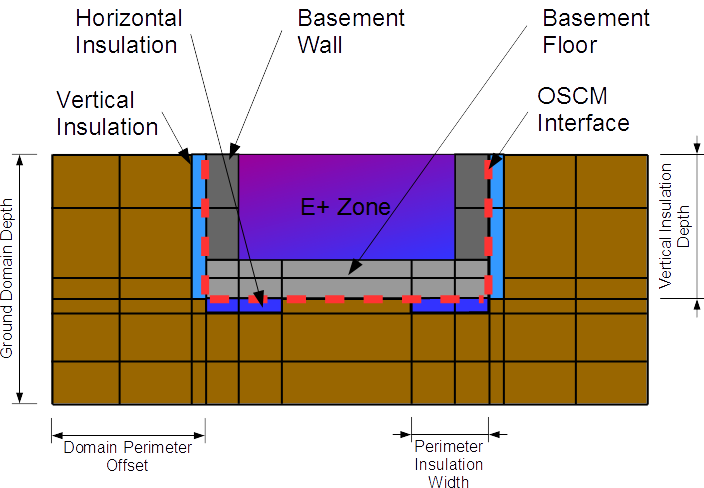 Horizontal
Insulation
Basement
Wall
Basement
Floor
Vertical
Insulation
OSCM
Interface
E+ Zone
Ground Domain Depth
Vertical Insulation
Depth
Domain Perimeter
Offset
Perimeter
Insulation
Width